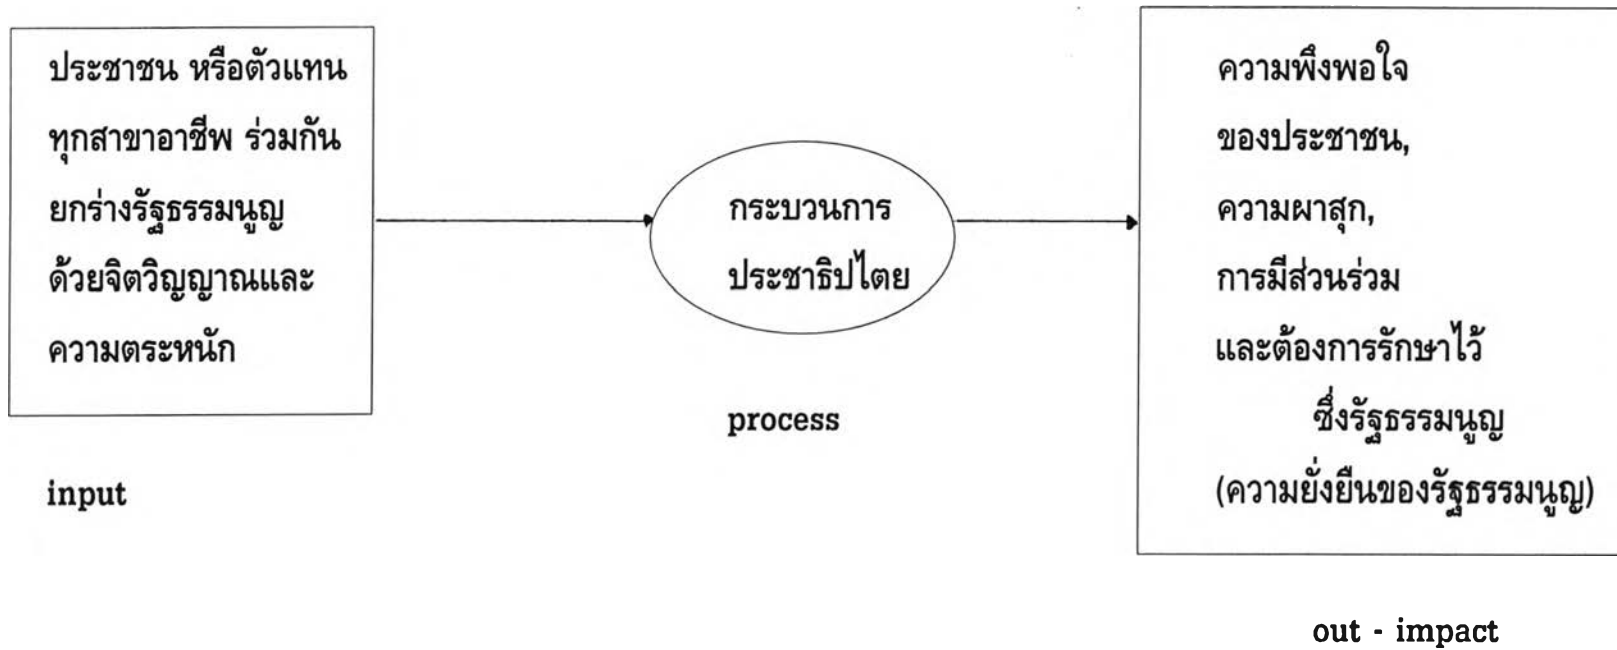 ประชาชน หรือตัวแทน
ทุกสาขาอาชีพ ร่วมกัน
ยกร่างรัฐธรรมนูญ
ด้วยจิตวิญญาณและ
ความตระหนัก
input
กระบวนการ
ประชาธิปไตย
process
ความพึงพอใจ
ของประชาชน,
ความผาสุก,
การมีส่วนร่วม
และต้องการรักษาไว้
ซึ่งรัฐธรรมนูญ
(ความยั่งยืนของรัฐธรรมนูญ)
out - impact